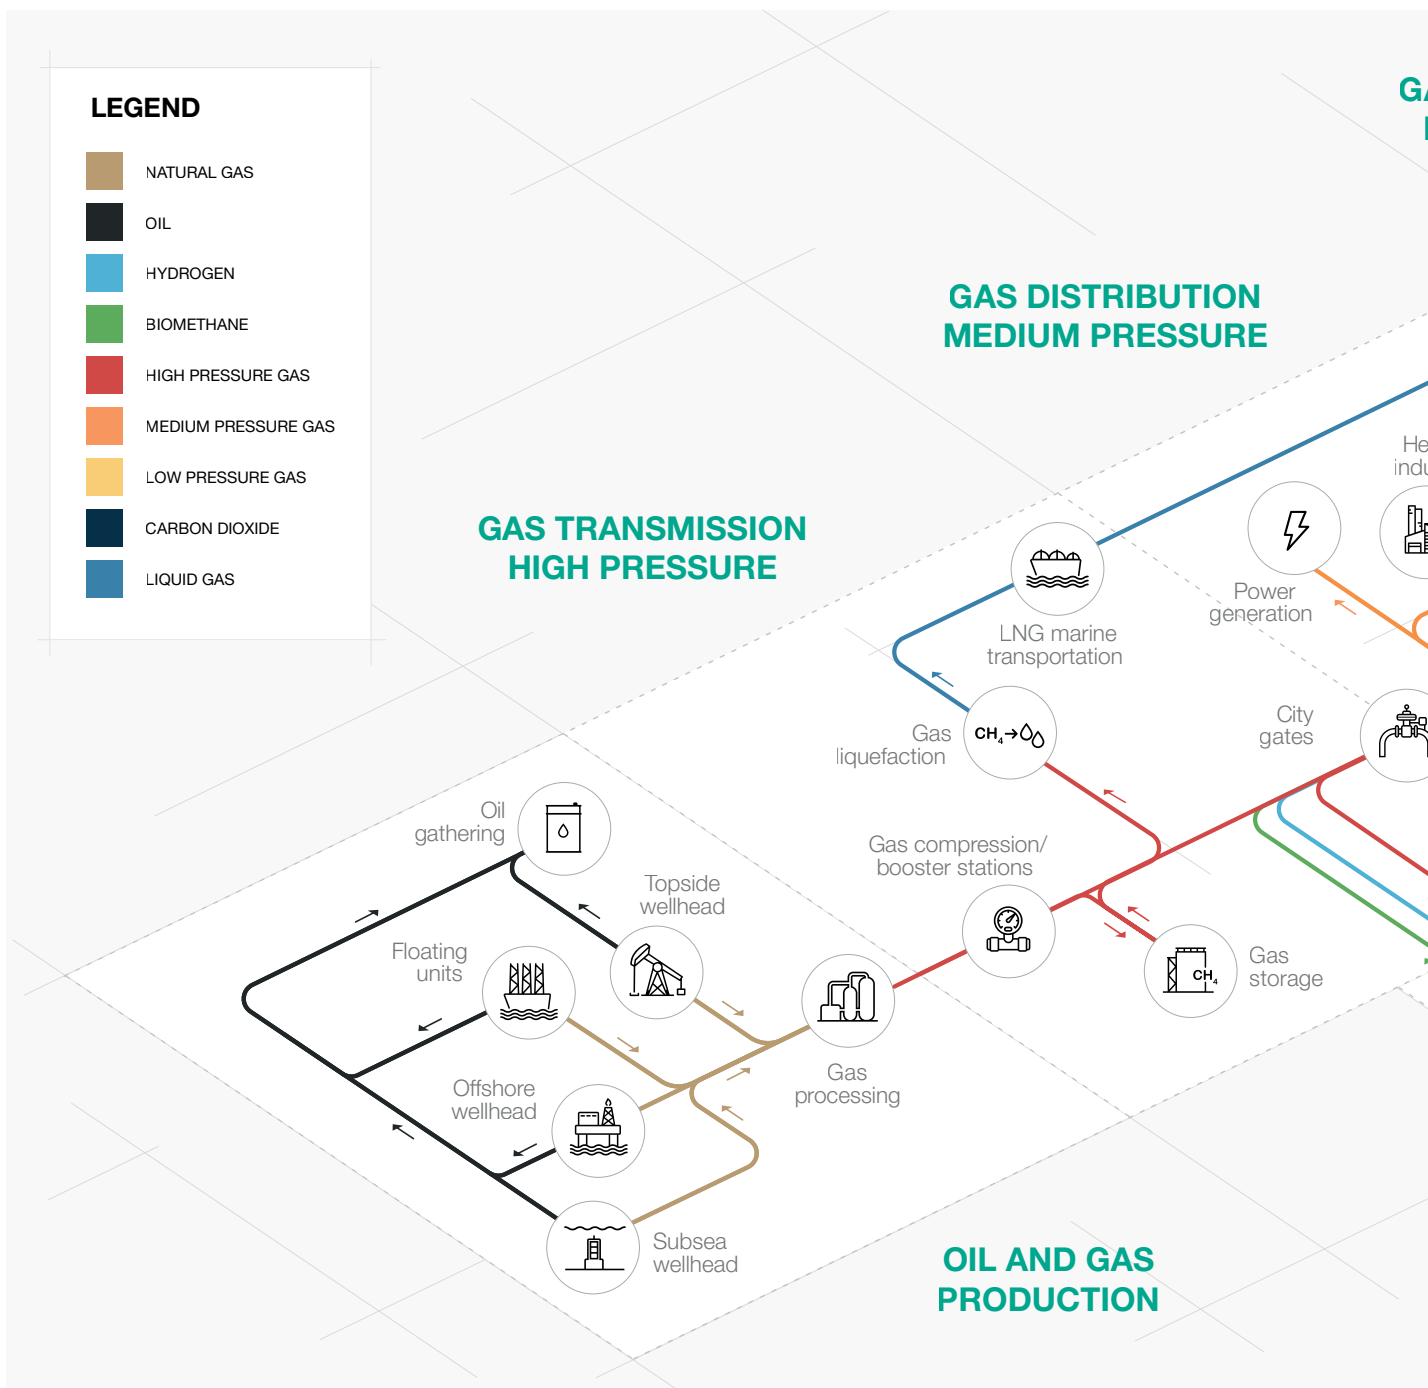 LEGEND
NATURAL GAS
OIL
HYDROGEN
BIOMETHANE
HIGH PRESSURE GAS
MEDIUM PRESSURE GAS
LOW PRESSURE GAS
CARBON DIOXIDE
LIQUID GAS
GAS DISTRIBUTION
MEDIUM PRESSURE
GAS TRANSMISSION
HIGH PRESSURE
Power
generation
LNG marine
transportation
City
gates
Gas
liquefaction
CH₄→
Oil
gathering
Gas compression/
booster stations
Topside
wellhead
Floating
units
Gas
storage
CH₄
Gas
processing
Offshore
wellhead
Subsea
wellhead
OIL AND GAS
PRODUCTION